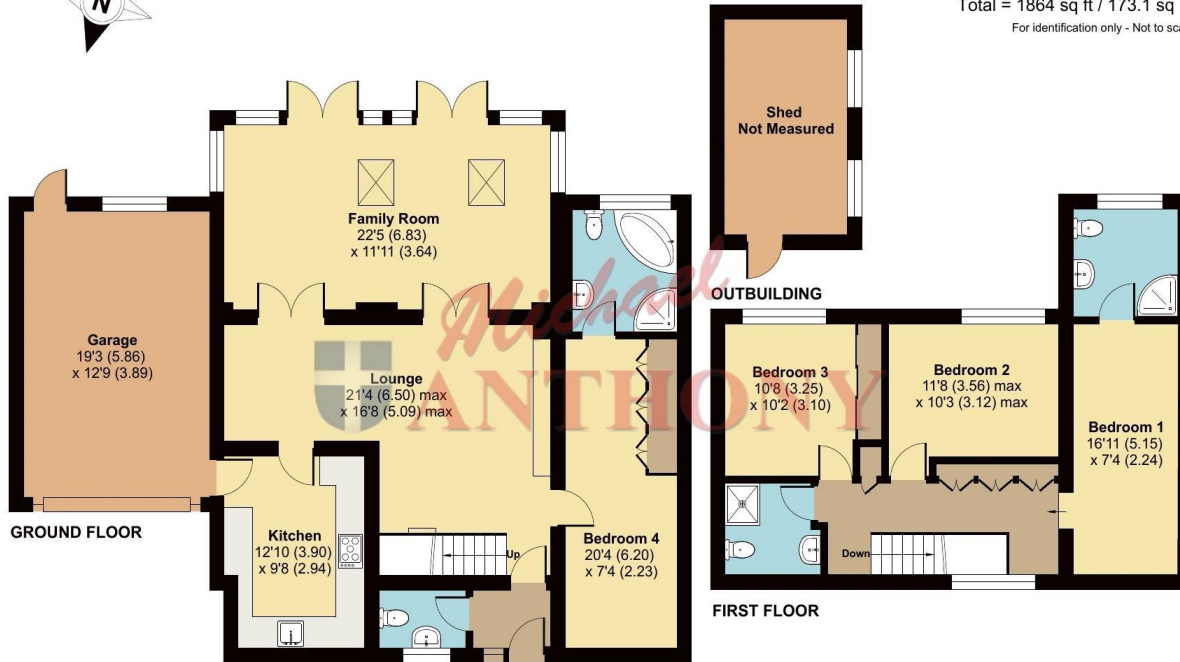 N
Total = 1864 sq ft / 173.1 sq
For identification only - Not to sca
Shed
Not Measured
Family Room
22'5 (6.83)
x 11'11 (3.64)
OUTBUILDING
Garage
19'3 (5.86)
x 12'9 (3.89)
Michael
ANTHONY
Lounge
21'4 (6.50) max
x 16'8 (5.09) max
Bedroom 3
10'8 (3.25)
x 10'2 (3.10)
Bedroom 2
11'8 (3.56) max
x 10'3 (3.12) max
Bedroom 1
16'11 (5.15)
x 7'4 (2.24)
GROUND FLOOR
Kitchen
12'10 (3.90)
x 9'8 (2.94)
Up
Bedroom 4
20'4 (6.20)
x 7'4 (2.23)
Down
FIRST FLOOR